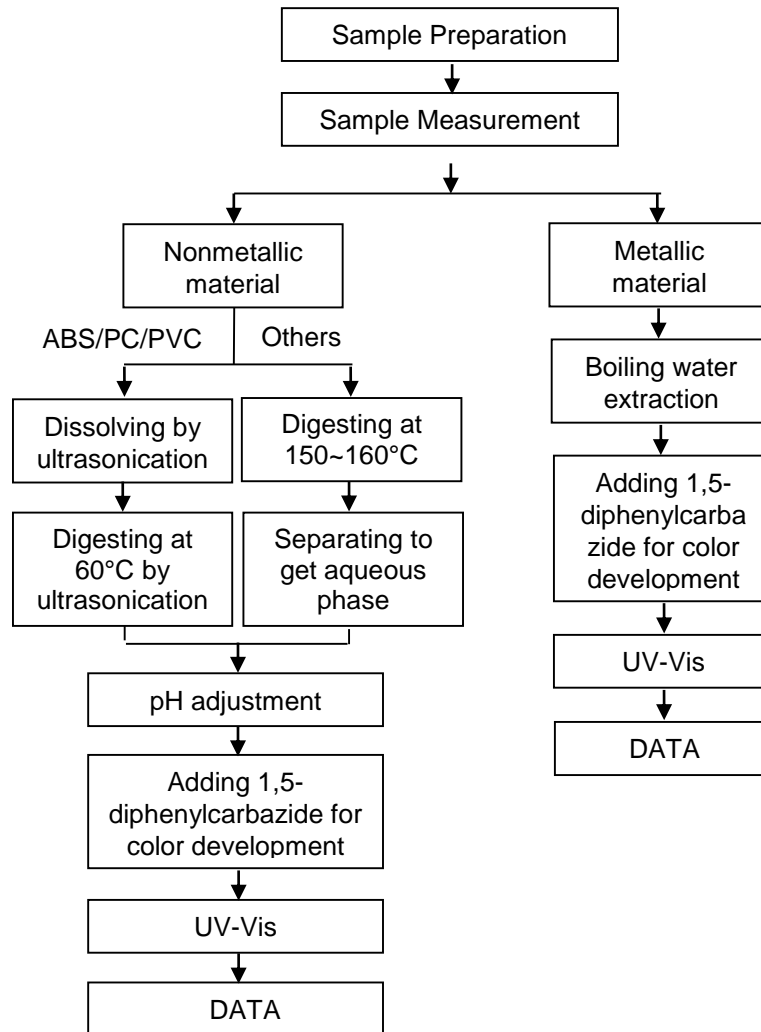 Sample Preparation
Sample Measurement
Nonmetallic
material
ABS/PC/PVC
Others
Dissolving by
ultrasonication
Digesting at
150~160°C
Digesting at
60°C by
ultrasonication
Separating to
get aqueous
phase
pH adjustment
Adding 1,5-
diphenylcarbazide for
color development
UV-Vis
DATA
Metallic
material
Boiling water
extraction
Adding 1,5-
diphenylcarba
zide for color
development
UV-Vis
DATA